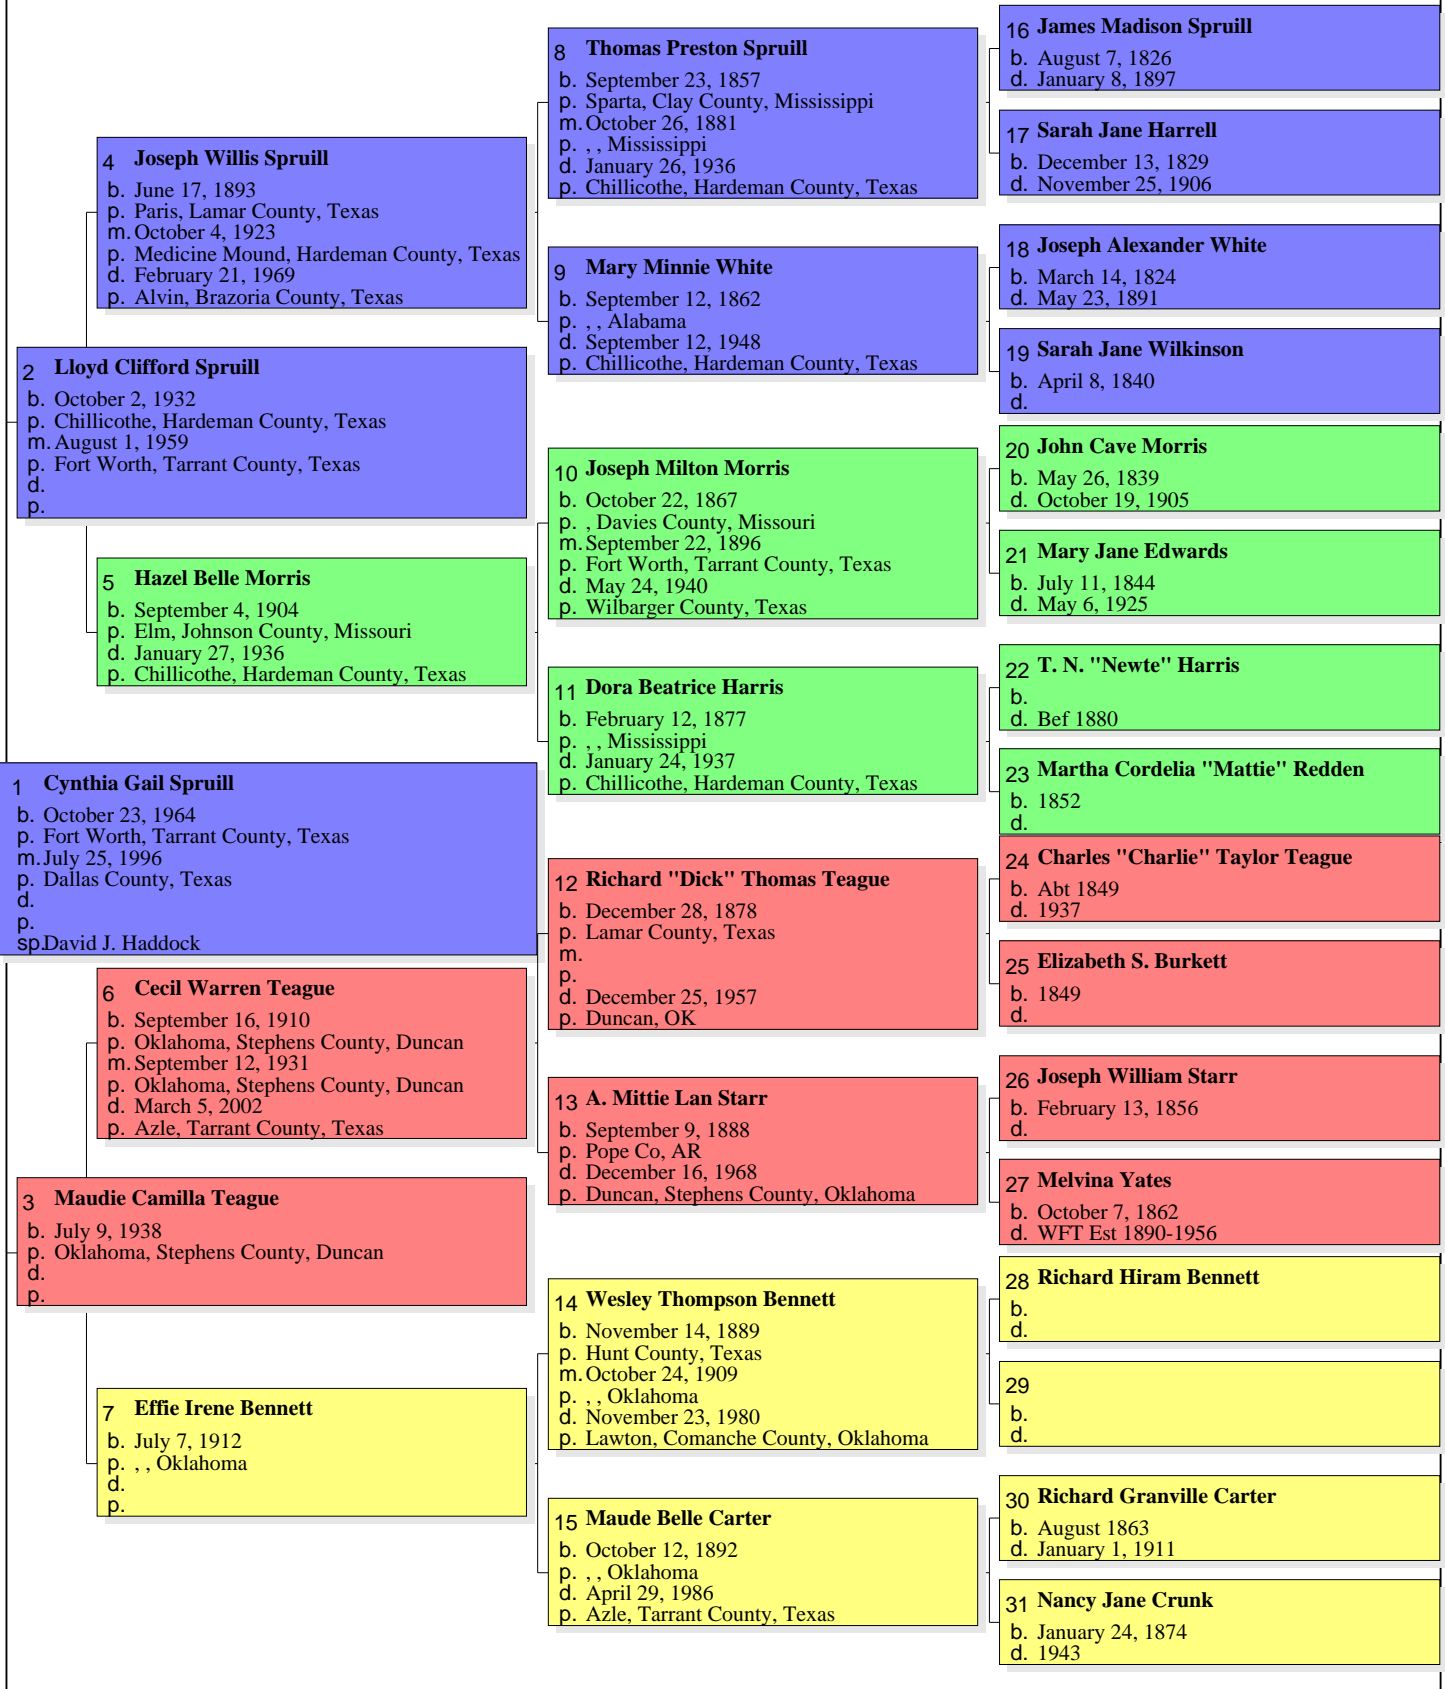 16 James Madison Spruill
b. August 7, 1826
d. January 8, 1897
8 Thomas Preston Spruill
b. September 23, 1857
p. Sparta, Clay County, Mississippi
m. October 26, 1881
p. , , Mississippi
d. January 26, 1936
p. Chillicothe, Hardeman County, Texas
17 Sarah Jane Harrell
b. December 13, 1829
d. November 25, 1906
4 Joseph Willis Spruill
b. June 17, 1893
p. Paris, Lamar County, Texas
m. October 4, 1923
p. Medicine Mound, Hardeman County, Texas
d. February 21, 1969
p. Alvin, Brazoria County, Texas
18 Joseph Alexander White
b. March 14, 1824
d. May 23, 1891
9 Mary Minnie White
b. September 12, 1862
p. , , Alabama
d. September 12, 1948
p. Chillicothe, Hardeman County, Texas
19 Sarah Jane Wilkinson
b. April 8, 1840
d.
2 Lloyd Clifford Spruill
b. October 2, 1932
p. Chillicothe, Hardeman County, Texas
m. August 1, 1959
p. Fort Worth, Tarrant County, Texas
d.
p.
20 John Cave Morris
b. May 26, 1839
d. October 19, 1905
10 Joseph Milton Morris
b. October 22, 1867
p. , Davies County, Missouri
m. September 22, 1896
p. Fort Worth, Tarrant County, Texas
d. May 24, 1940
p. Wilbarger County, Texas
21 Mary Jane Edwards
b. July 11, 1844
d. May 6, 1925
5 Hazel Belle Morris
b. September 4, 1904
p. Elm, Johnson County, Missouri
d. January 27, 1936
p. Chillicothe, Hardeman County, Texas
22 T. N. "Newte" Harris
b.
d. Bef 1880
11 Dora Beatrice Harris
b. February 12, 1877
p. , , Mississippi
d. January 24, 1937
p. Chillicothe, Hardeman County, Texas
23 Martha Cordelia "Mattie" Redden
b. 1852
d.
1 Cynthia Gail Spruill
b. October 23, 1964
p. Fort Worth, Tarrant County, Texas
m. July 25, 1996
p. Dallas County, Texas
d.
p.
sp. David J. Haddock
24 Charles "Charlie" Taylor Teague
b. Abt 1849
d. 1937
12 Richard "Dick" Thomas Teague
b. December 28, 1878
p. Lamar County, Texas
m.
p.
d. December 25, 1957
p. Duncan, OK
25 Elizabeth S. Burkett
b. 1849
d.
6 Cecil Warren Teague
b. September 16, 1910
p. Oklahoma, Stephens County, Duncan
m. September 12, 1931
p. Oklahoma, Stephens County, Duncan
d. March 5, 2002
p. Azle, Tarrant County, Texas
26 Joseph William Starr
b. February 13, 1856
d.
13 A. Mittie Lan Starr
b. September 9, 1888
p. Pope Co, AR
d. December 16, 1968
p. Duncan, Stephens County, Oklahoma
27 Melvina Yates
b. October 7, 1862
d. WFT Est 1890-1956
3 Maudie Camilla Teague
b. July 9, 1938
p. Oklahoma, Stephens County, Duncan
d.
p.
28 Richard Hiram Bennett
b.
d.
14 Wesley Thompson Bennett
b. November 14, 1889
p. Hunt County, Texas
m. October 24, 1909
p. , , Oklahoma
d. November 23, 1980
p. Lawton, Comanche County, Oklahoma
29
b.
d.
7 Effie Irene Bennett
b. July 7, 1912
p. , , Oklahoma
d.
p.
30 Richard Granville Carter
b. August 1863
d. January 1, 1911
15 Maude Belle Carter
b. October 12, 1892
p. , , Oklahoma
d. April 29, 1986
p. Azle, Tarrant County, Texas
31 Nancy Jane Crunk
b. January 24, 1874
d. 1943